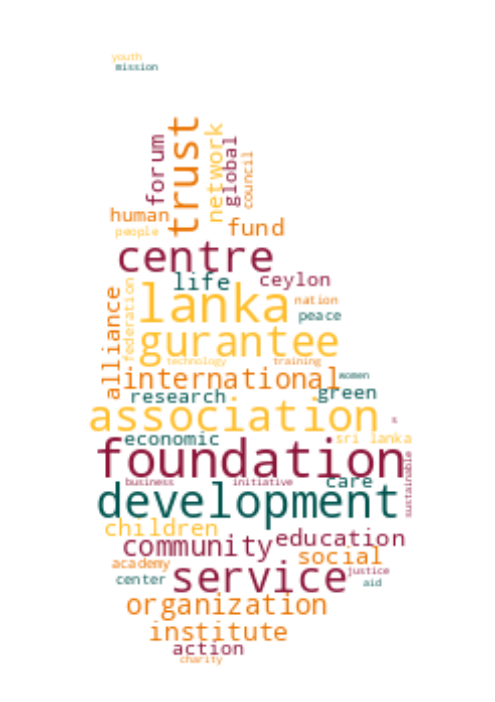 youth
mission
forum
trust
network
global
council
human
people
fund
centre
life
ceylon
alliance
federation
lanka
nation
peace
gurantee
technology
training
international
women
research
green
association
s
economic
sri lanka
foundation
business
initiative
care
sustainable
development
children
community
education
social
academy
center
service
justice
aid
organization
institute
action
charity